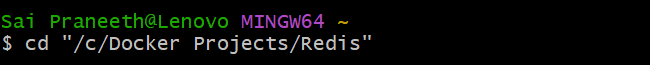 Sai Praneeth@Lenovo MINGW64 ~
$ cd "/c/Docker Projects/Redis"